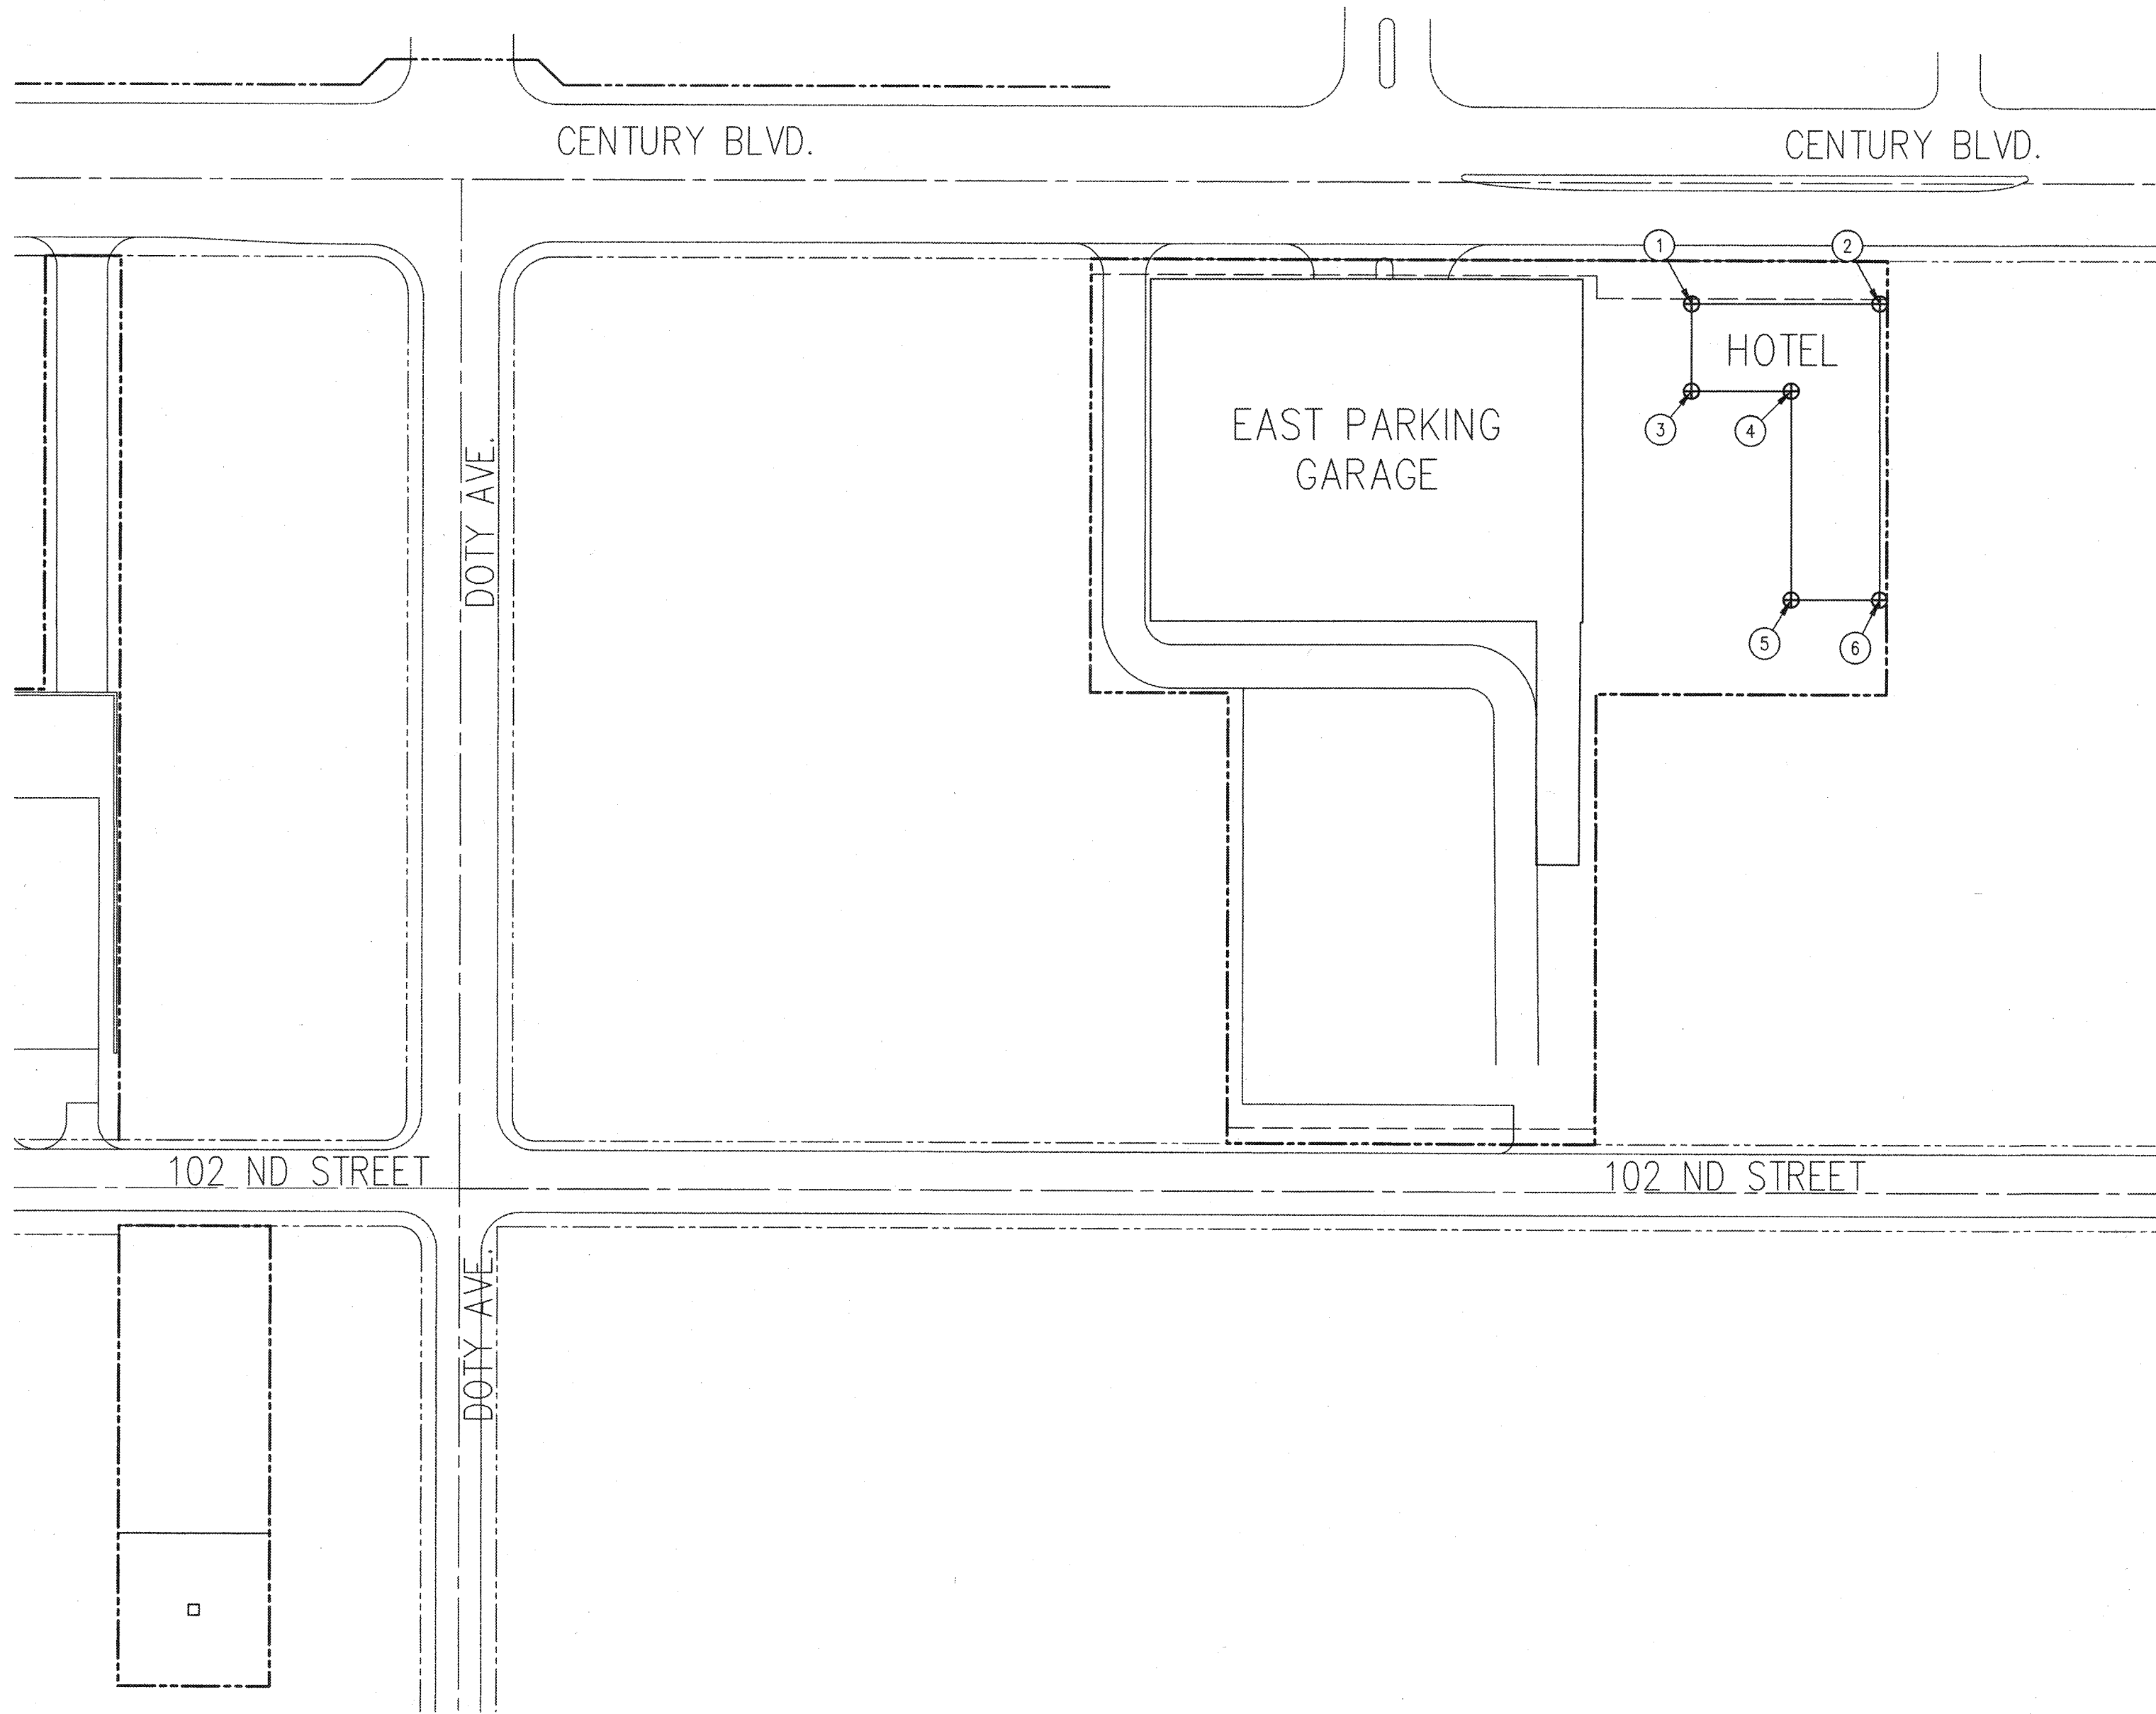 CENTURY BLVD.
CENTURY BLVD.
1
2
HOTEL
3
4
EAST PARKING
GARAGE
DOTY AVE.
5
6
102 ND STREET
102 ND STREET
DOTY AVE.